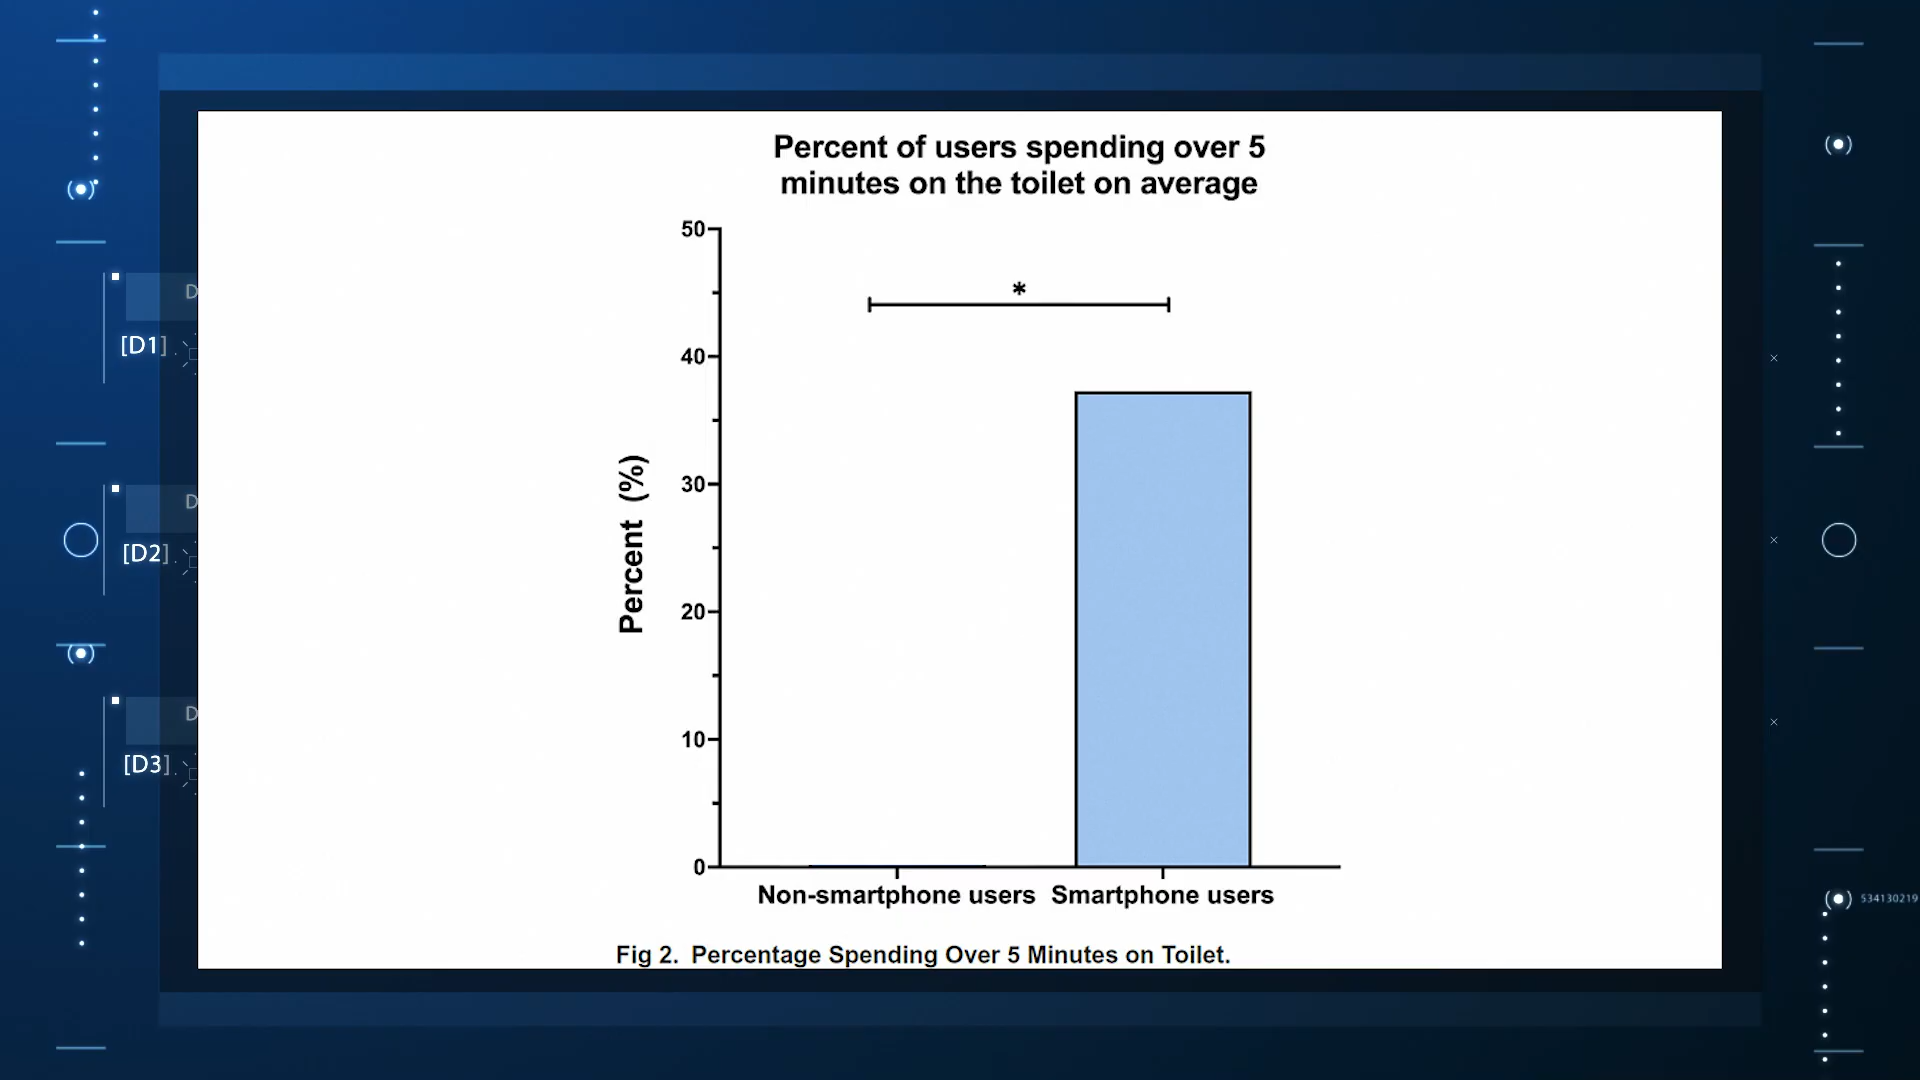 Percent of users spending over 5
minutes on the toilet on average
50
*
40
30
20
10
0
Percent (%)
Non-smartphone users Smartphone users
Fig 2. Percentage Spending Over 5 Minutes on Toilet.
D
[D1]
D
[D2]
D
[D3]
534130219